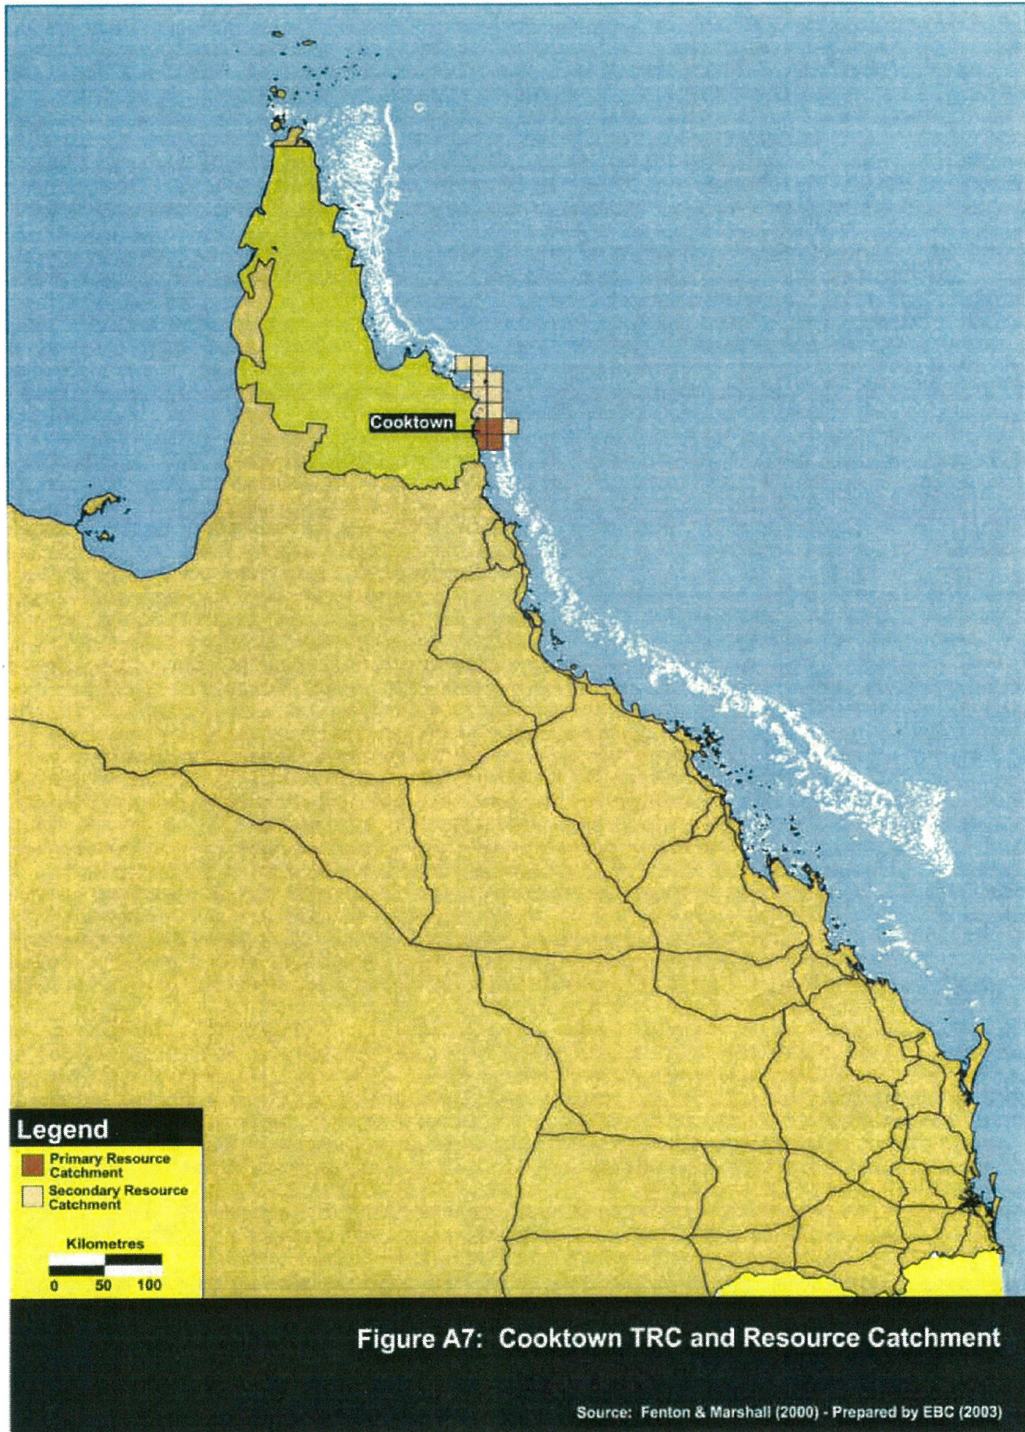 Cooktown
Legend
Primary Resource
Catchment
Secondary Resource
Catchment
Kilometres
0 50 100
Figure A7: Cooktown TRC and Resource Catchment
Source: Fenton & Marshall (2000) - Prepared by EBC (2003)